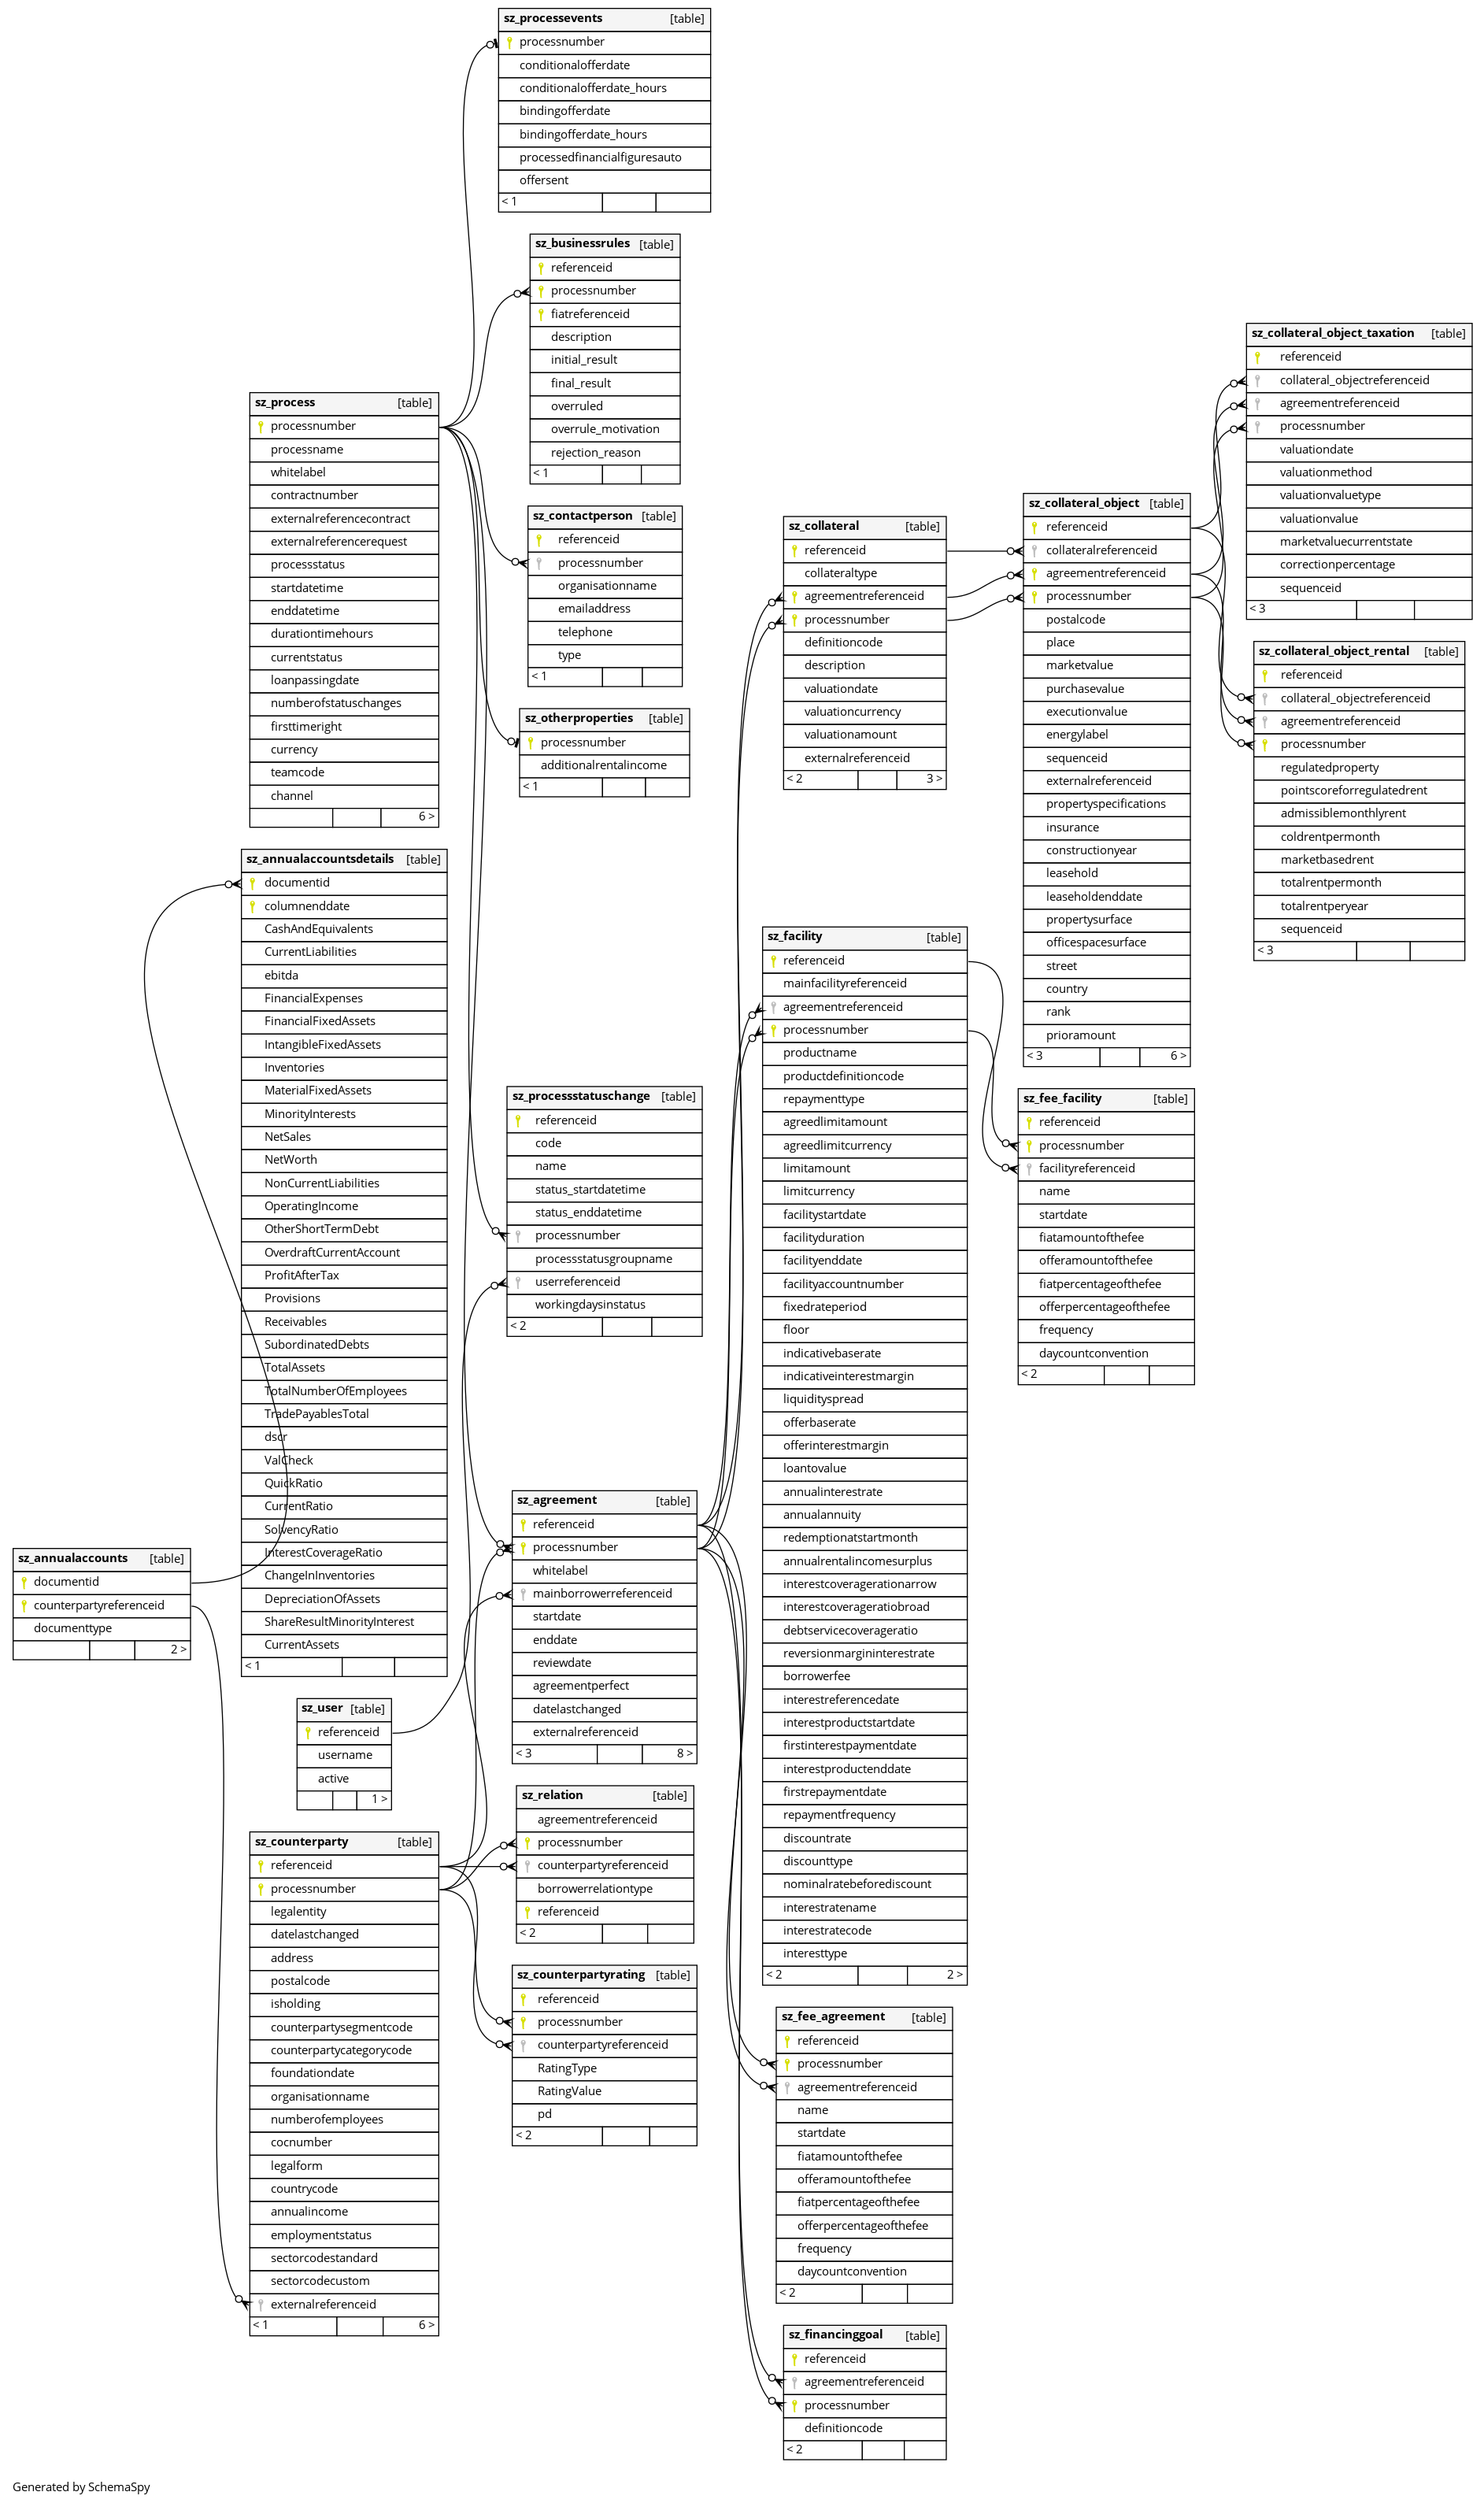 sz_processevents [table]
processnumber
conditionalofferdate
conditionalofferdate_hours
bindingofferdate
bindingofferdate_hours
processedfinancialfiguresauto
offersent
< 1
sz_businessrules [table]
referenceid
processnumber
fiatreferenceid
description
initial_result
final_result
overruled
overrule_motivation
rejection_reason
< 1
sz_process [table]
processnumber
processname
whitelabel
contractnumber
externalreferencecontract
externalreferencerequest
processstatus
startdatetime
enddatetime
durationtimehours
currentstatus
loanpassingdate
numberofstatuschanges
firsttimeright
currency
teamcode
channel
6 >
sz_contactperson [table]
referenceid
processnumber
organisationname
emailaddress
telephone
type
< 1
sz_otherproperties [table]
processnumber
additionalrentalincome
< 1
sz_collateral [table]
referenceid
collateraltype
agreementreferenceid
processnumber
definitioncode
description
valuationdate
valuationcurrency
valuationamount
externalreferenceid
< 2 3 >
sz_collateral_object [table]
referenceid
collateralreferenceid
agreementreferenceid
processnumber
postalcode
place
marketvalue
purchasevalue
executionvalue
energylabel
sequenceid
externalreferenceid
propertyspecifications
insurance
constructionyear
leasehold
leaseholdenddate
propertysurface
officespacesurface
street
country
rank
prioramount
< 3 6 >
sz_collateral_object_taxation [table]
referenceid
collateral_objectreferenceid
agreementreferenceid
processnumber
valuationdate
valuationmethod
valuationvaluetype
valuationvalue
marketvaluecurrentstate
correctionpercentage
sequenceid
< 3
sz_collateral_object_rental [table]
referenceid
collateral_objectreferenceid
agreementreferenceid
processnumber
regulatedproperty
pointscoreforregulatedrent
admissiblemonthlyrent
coldrentpermonth
marketbasedrent
totalrentpermonth
totalrentperyear
sequenceid
< 3
sz_annualaccountsdetails [table]
documentid
columnenddate
CashAndEquivalents
CurrentLiabilities
ebitda
FinancialExpenses
FinancialFixedAssets
IntangibleFixedAssets
Inventories
MaterialFixedAssets
MinorityInterests
NetSales
NetWorth
NonCurrentLiabilities
OperatingIncome
OtherShortTermDebt
OverdraftCurrentAccount
ProfitAfterTax
Provisions
Receivables
SubordinatedDebts
TotalAssets
TotalNumberOfEmployees
TradePayablesTotal
dscr
ValCheck
QuickRatio
CurrentRatio
SolvencyRatio
InterestCoverageRatio
ChangeInInventories
DepreciationOfAssets
ShareResultMinorityInterest
CurrentAssets
< 1
sz_annualaccounts [table]
documentid
counterpartyreferenceid
documenttype
2 >
sz_processstatuschange [table]
referenceid
code
name
status_startdatetime
status_enddatetime
processnumber
processstatusgroupname
userreferenceid
workingdaysinstatus
< 2
sz_facility [table]
referenceid
mainfacilityreferenceid
agreementreferenceid
processnumber
productname
productdefinitioncode
repaymenttype
agreedlimitamount
agreedlimitcurrency
limitamount
limitcurrency
facilitystartdate
facilityduration
facilityenddate
facilityaccountnumber
fixedrateperiod
floor
indicativebaserate
indicativeinterestmargin
liquidityspread
offerbaserate
offerinterestmargin
loantovalue
annualinterestrate
annualannuity
redemptionatstartmonth
annualrentalincomesurplus
interestcoveragerationarrow
interestcoverageratiobroad
debtservicecoverageratio
reversionmargininterestrate
borrowerfee
interestreferencedate
interestproductstartdate
firstinterestpaymentdate
interestproductenddate
firstrepaymentdate
repaymentfrequency
discountrate
discounttype
nominalratebeforediscount
interestratename
interestratecode
interesttype
< 2 2 >
sz_fee_facility [table]
referenceid
processnumber
facilityreferenceid
name
startdate
fiatamountofthefee
offeramountofthefee
fiatpercentageofthefee
offerpercentageofthefee
frequency
daycountconvention
< 2
sz_agreement [table]
referenceid
processnumber
whitelabel
mainborrowerreferenceid
startdate
enddate
reviewdate
agreementperfect
datelastchanged
externalreferenceid
< 3 8 >
sz_user [table]
referenceid
username
active
1 >
sz_relation [table]
agreementreferenceid
processnumber
counterpartyreferenceid
borrowerrelationtype
referenceid
< 2
sz_counterparty [table]
referenceid
processnumber
legalentity
datelastchanged
address
postalcode
isholding
counterpartysegmentcode
counterpartycategorycode
foundationdate
organisationname
numberofemployees
cocnumber
legalform
countrycode
annualincome
employmentstatus
sectorcodestandard
sectorcodecustom
externalreferenceid
< 1 6 >
sz_counterpartyrating [table]
referenceid
processnumber
counterpartyreferenceid
RatingType
RatingValue
pd
< 2
sz_fee_agreement [table]
referenceid
processnumber
agreementreferenceid
name
startdate
fiatamountofthefee
offeramountofthefee
fiatpercentageofthefee
offerpercentageofthefee
frequency
daycountconvention
< 2
sz_financinggoal [table]
referenceid
agreementreferenceid
processnumber
definitioncode
< 2
Generated by SchemaSpy